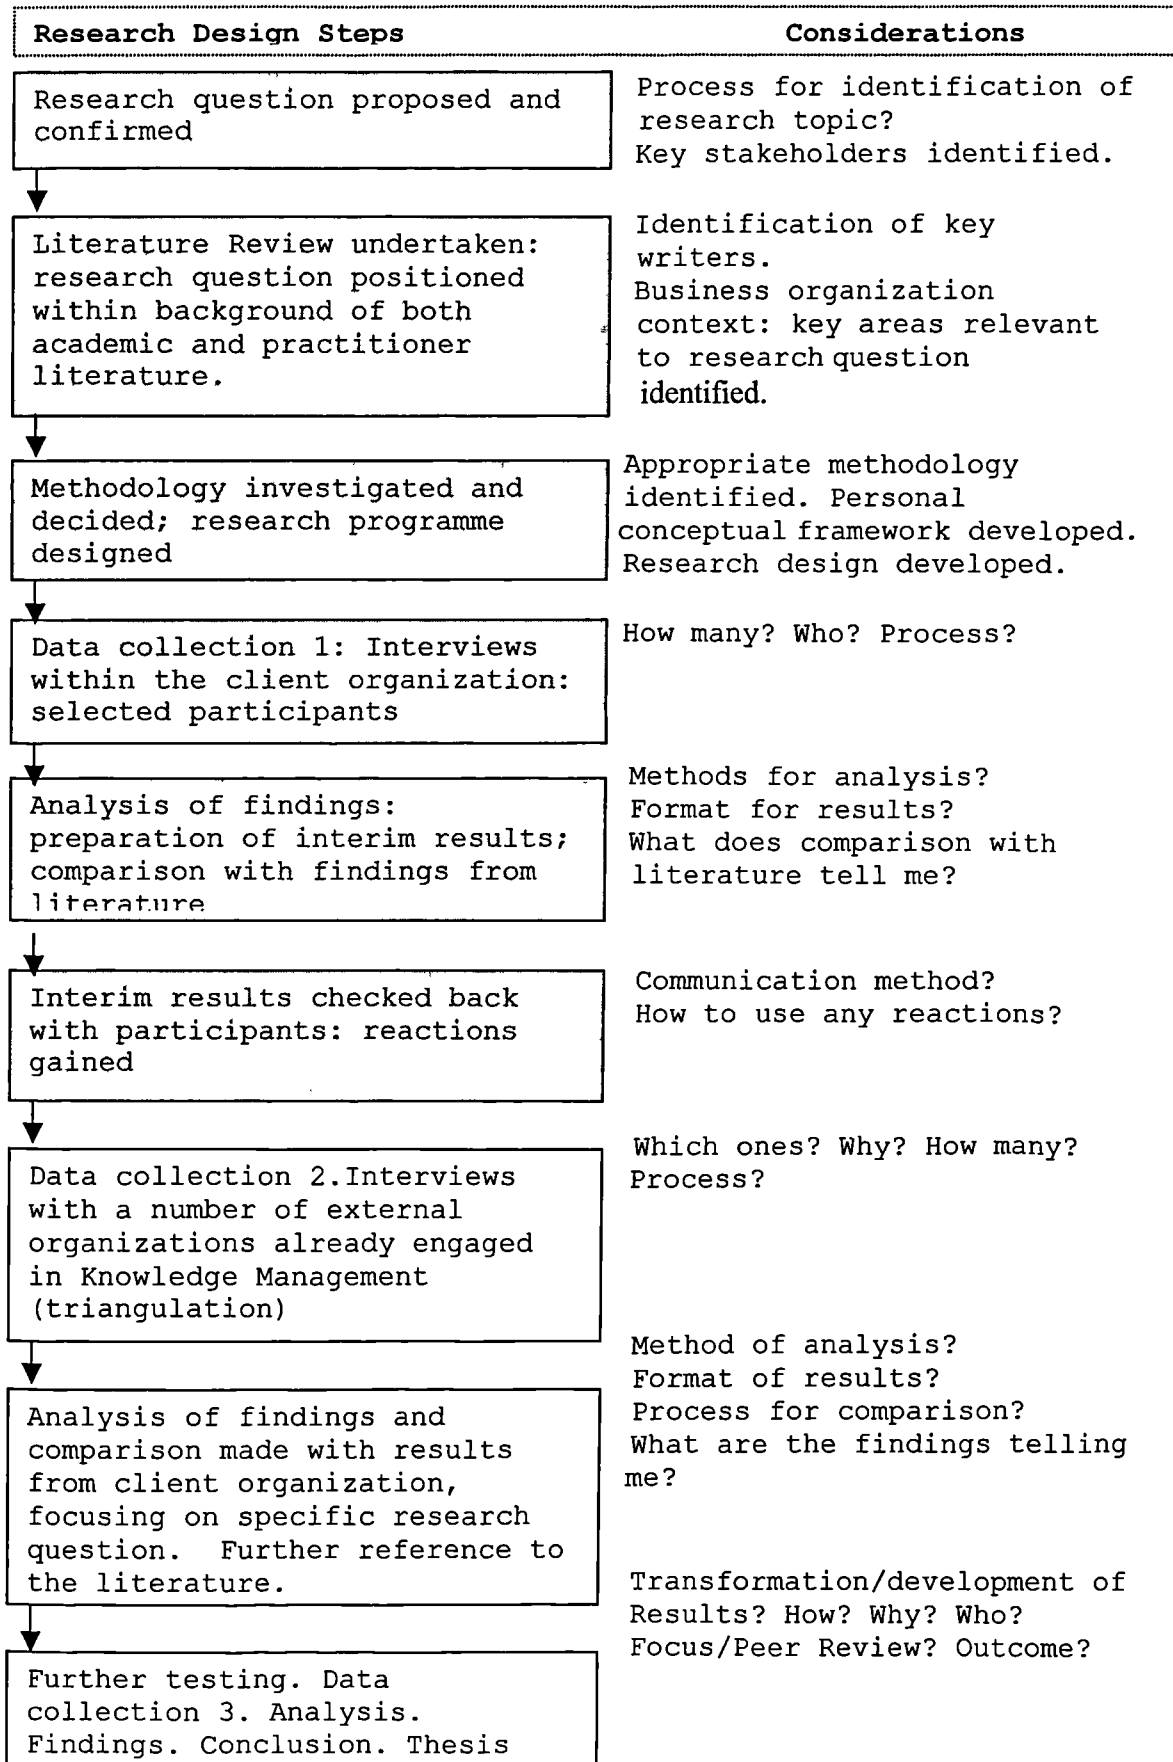 Research Design Steps
Considerations
Research question proposed and
confirmed
Process for identification of
research topic?
Key stakeholders identified.
Literature Review undertaken:
research question positioned
within background of both
academic and practitioner
literature.
Identification of key
writers.
Business organization
context: key areas relevant
to research question
identified.
Methodology investigated and
decided; research programme
designed
Appropriate methodology
identified. Personal
conceptual framework developed.
Research design developed.
Data collection 1: Interviews
within the client organization:
selected participants
How many? Who? Process?
Analysis of findings:
preparation of interim results;
comparison with findings from
literature
Methods for analysis?
Format for results?
What does comparison with
literature tell me?
Interim results checked back
with participants: reactions
gained
Communication method?
How to use any reactions?
Data collection 2.Interviews
with a number of external
organizations already engaged
in Knowledge Management
(triangulation)
Which ones? Why? How many?
Process?
Analysis of findings and
comparison made with results
from client organization,
focusing on specific research
question. Further reference to
the literature.
Method of analysis?
Format of results?
Process for comparison?
What are the findings telling
me?
Further testing. Data
collection 3. Analysis.
Findings. Conclusion. Thesis
Transformation/development of
Results? How? Why? Who?
Focus/Peer Review? Outcome?